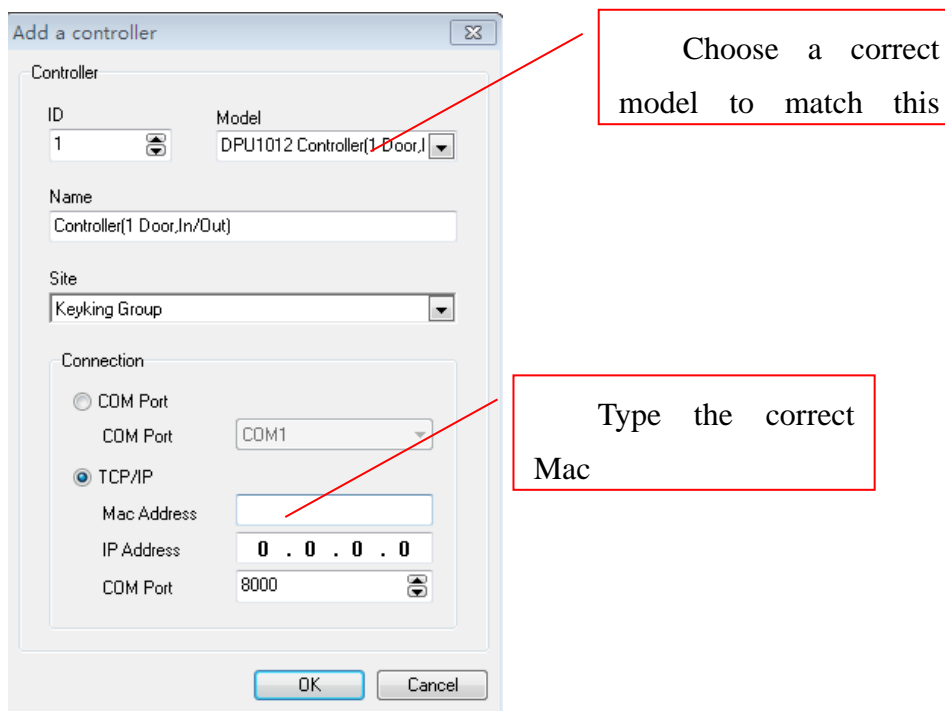 Add a controller
Controller
ID
Model
1
DPU1012 Controller(1 Door,I
Name
Controller(1 Door,In/Out)
Site
Keyking Group
Connection
COM Port
COM Port
COM1
TCP/IP
Mac Address
IP Address
0 . 0 . 0 . 0
COM Port
8000
OK
Cancel
Choose a correct
model to match this
Type the correct
Mac